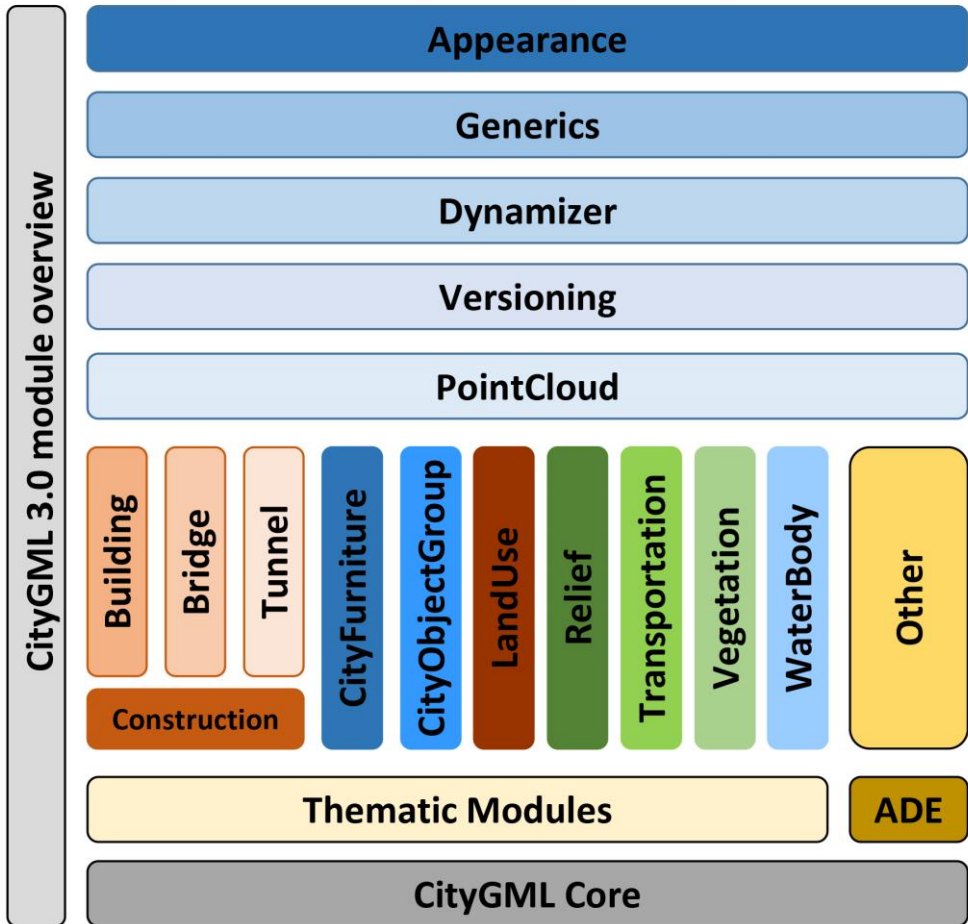 CityGML 3.0 module overview
Appearance
Generics
Dynamizer
Versioning
PointCloud
Building
Bridge
Tunnel
Construction
CityFurniture
CityObjectGroup
LandUse
Relief
Transportation
Vegetation
WaterBody
Other
Thematic Modules
ADE
CityGML Core